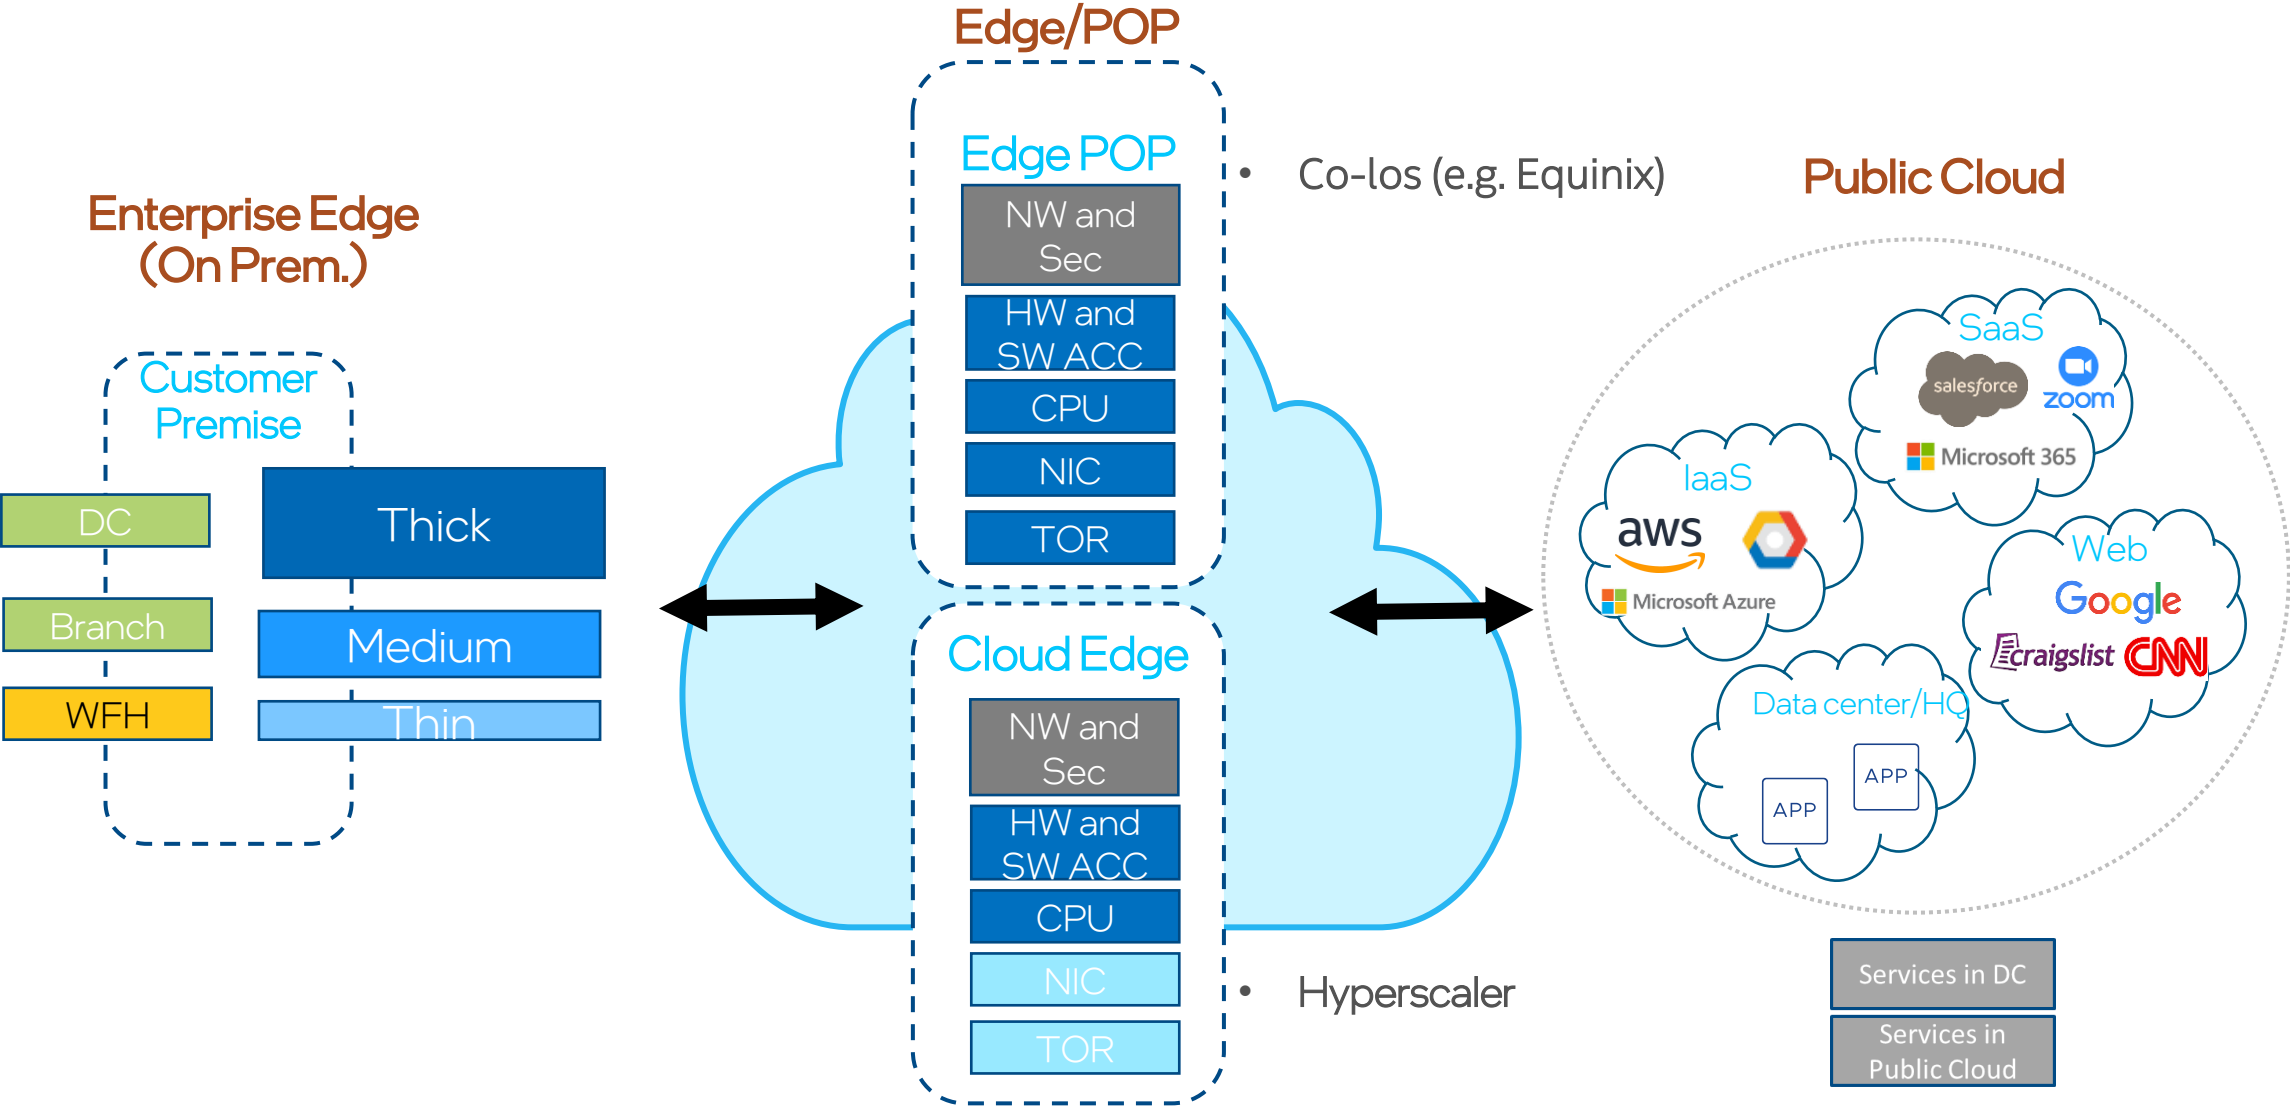 Enterprise Edge
(On Prem.)
Customer
Premise
DC
Branch
WFH
Thick
Medium
Thin
Edge/POP
Edge POP
NW and
Sec
HW and
SW ACC
CPU
NIC
TOR
• Co-los (e.g. Equinix)
Cloud Edge
NW and
Sec
HW and
SW ACC
CPU
NIC
TOR
• Hyperscaler
Public Cloud
SaaS
salesforce
zoom
Microsoft 365
IaaS
aws
Microsoft Azure
Web
Google
craigslist
CNN
Data center/HQ
APP
APP
Services in DC
Services in
Public Cloud